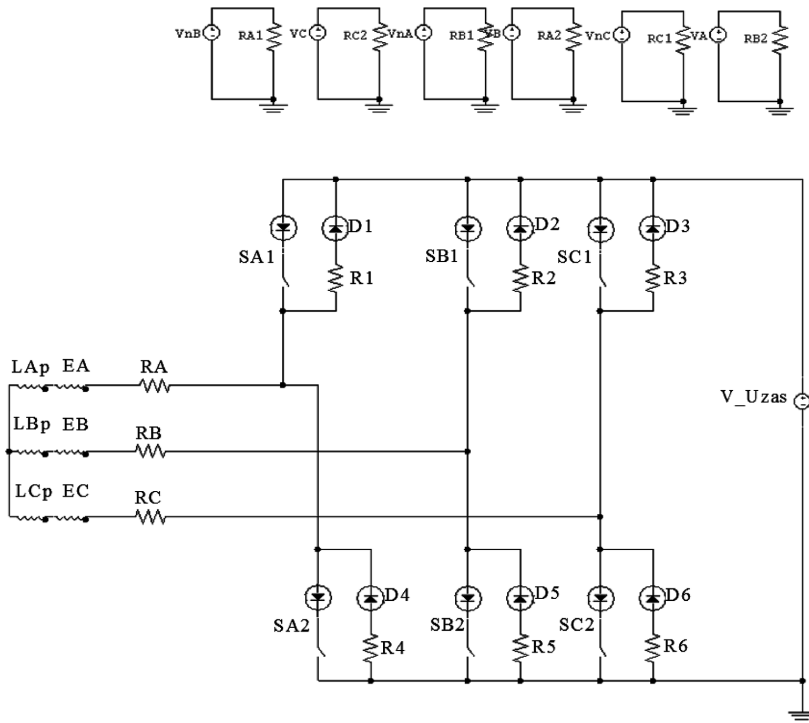 VnB RA1 VC RC2 VnA RB1 VB RA2 VnC RC1 VA RB2
D1 D2 D3
SA1 SB1 SC1
R1 R2 R3
LAp EA RA
V_Uzas
LBp EB RB
LCp EC RC
D4 D5 D6
SA2 SB2 SC2
R4 R5 R6